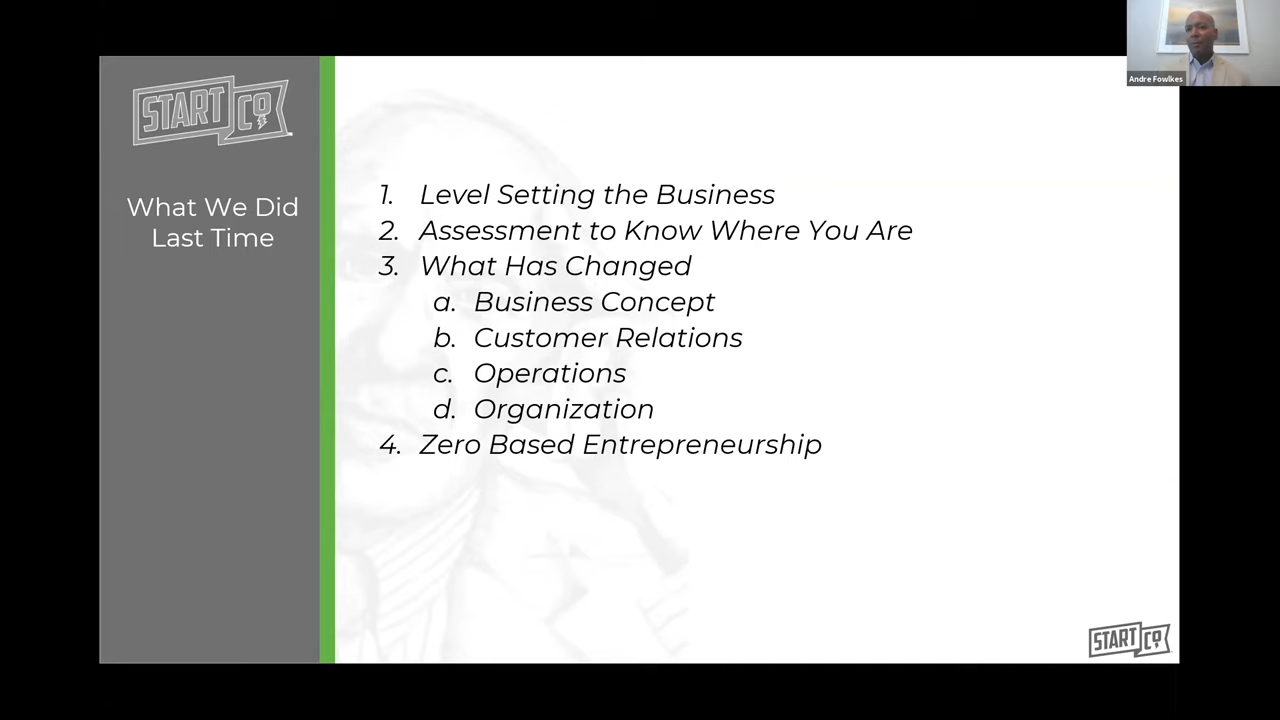 START CO
What We Did
Last Time
1. Level Setting the Business
2. Assessment to Know Where You Are
3. What Has Changed
a. Business Concept
b. Customer Relations
c. Operations
d. Organization
4. Zero Based Entrepreneurship
Andre Fowlkes
START CO